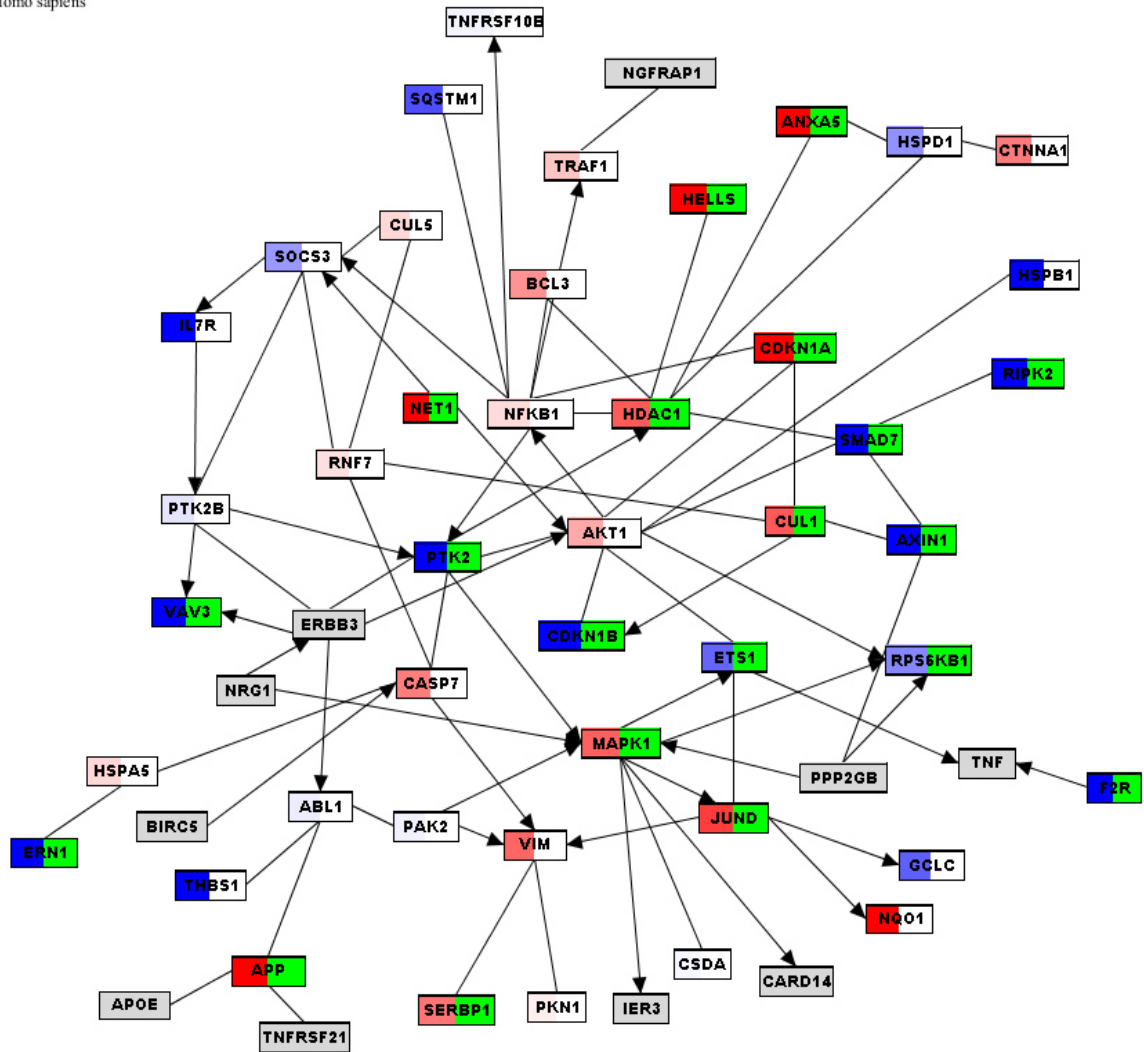 omo sapiens
TNFRSF10B
NGFRAP1
SQSTM1
ANXA5
HSPD1
CTNNA1
TRAF1
HELLS
CUL5
SOCS3
HSPB1
BCL3
IL7R
CDKN1A
RIPK2
NET1
NFKB1
HDAC1
SMAD7
RNF7
PTK2B
CUL1
AKT1
AXIN1
PTK2
VAV3
ERBB3
CDKN1B
ETS1
RPS6KB1
CASP7
NRG1
MAPK1
TNF
HSPA5
PPP2GB
F2R
ABL1
JUND
BIRC5
PAK2
VIM
ERN1
GCLC
THBS1
NQO1
CSDA
APP
CARD14
APOE
SERBP1
PKN1
IER3
TNFRSF21